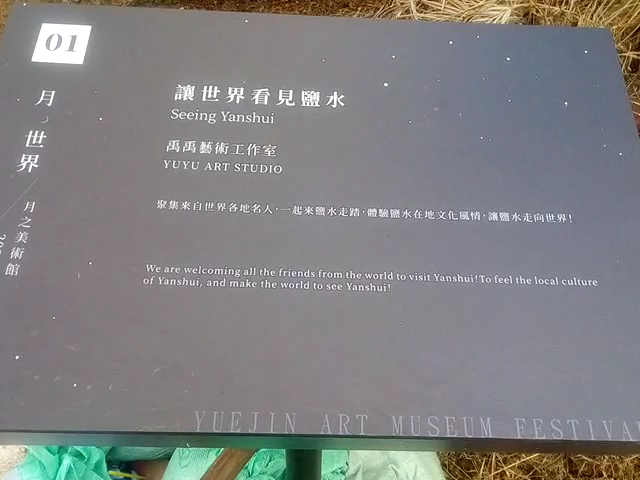 01
月
世界
月之美術館
讓世界看見鹽水
Seeing Yanshui
禹禹藝術工作室
YUYU ART STUDIO
聚集來自世界各地名人，一起來鹽水走踏，體驗鹽水在地文化風情，讓鹽水走向世界！
We are welcoming all the friends from the world to visit Yanshui! To feel the local culture
of Yanshui, and make the world to see Yanshui!
YUEJIN ART MUSEUM FESTIVAL